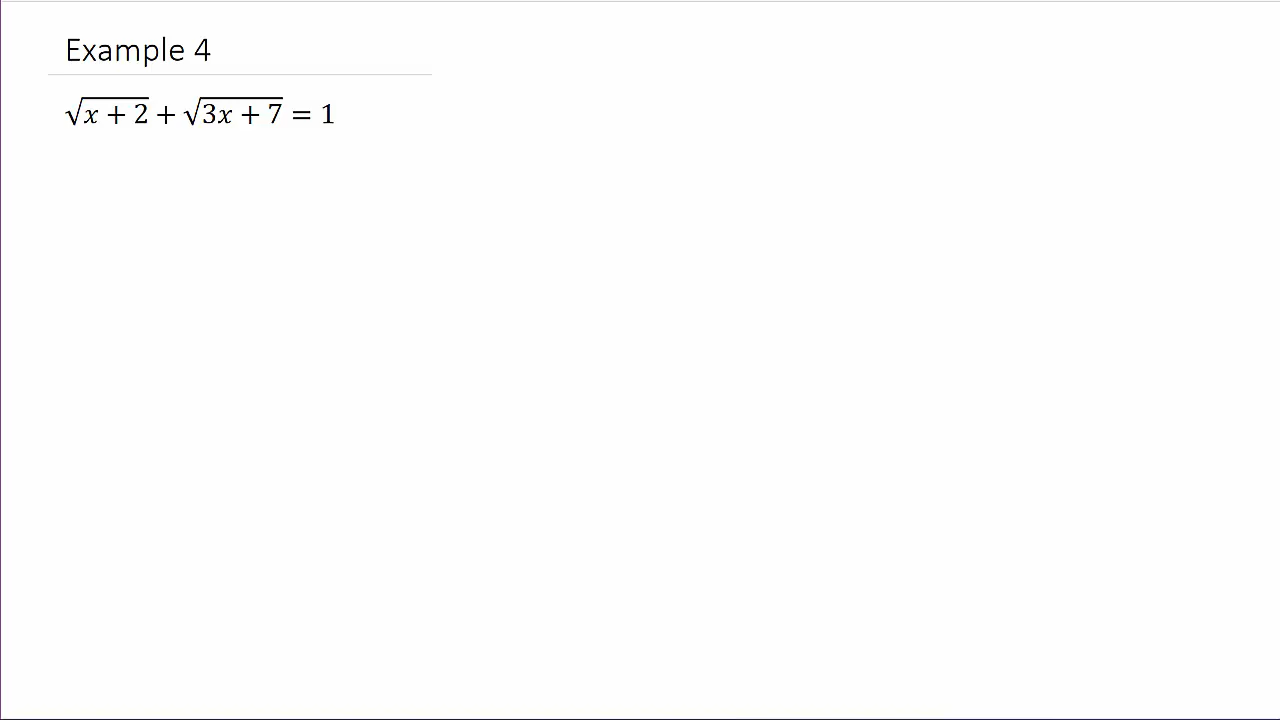 Example 4
√(x + 2) + √(3x + 7) = 1